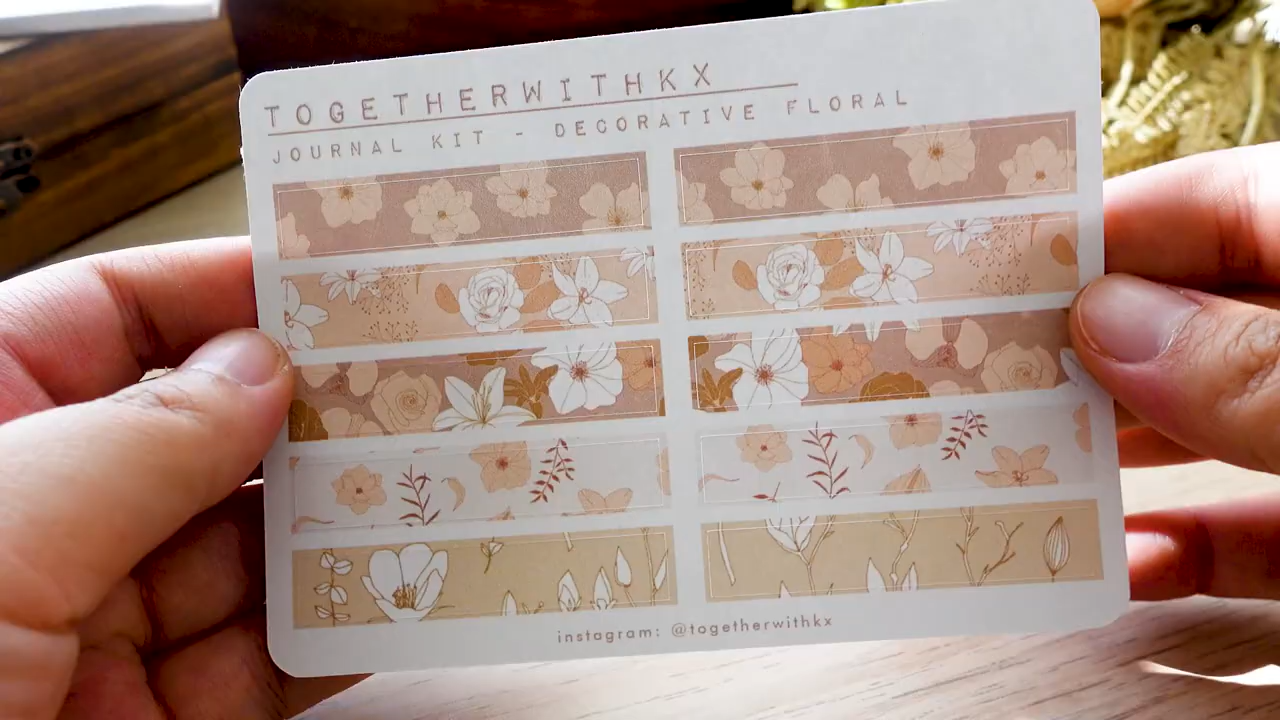 TOGETHERWITHKX
JOURNAL KIT - DECORATIVE FLORAL
instagram: @togetherwithkx